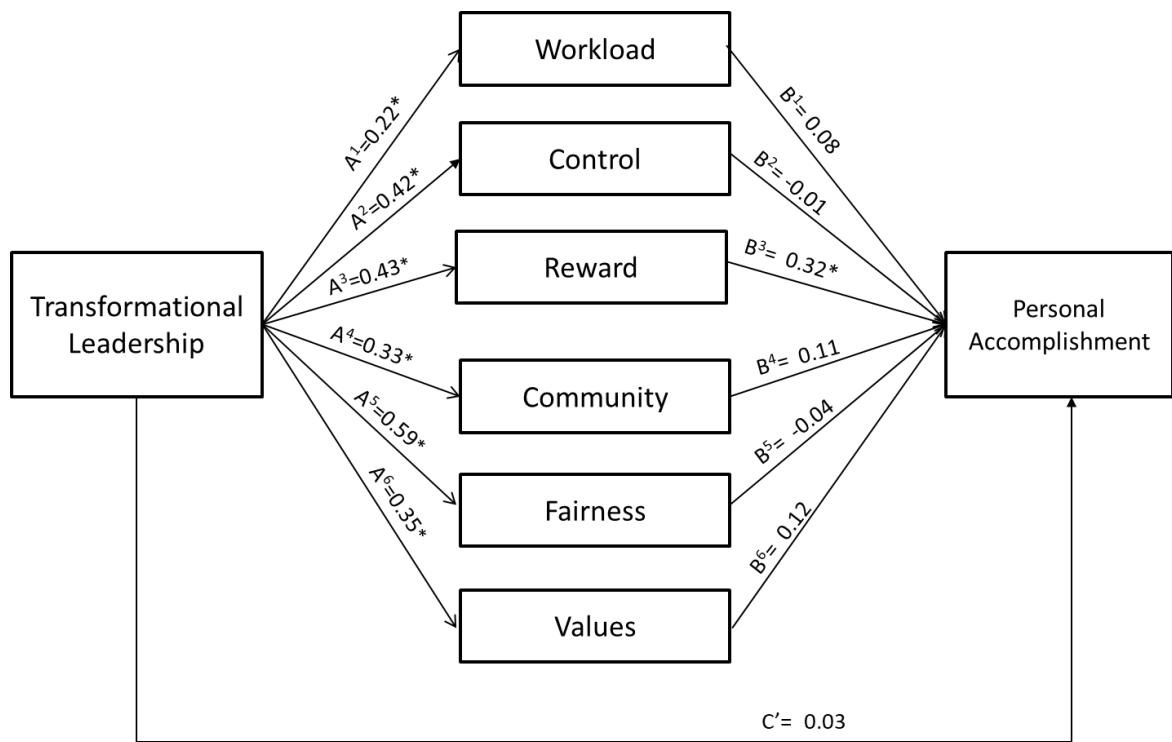 Workload
A¹=0.22*
B¹= 0.08
Control
A²=0.42*
B²= -0.01
Reward
A³=0.43*
B³= 0.32*
Transformational
Leadership
Personal
Accomplishment
A⁴=0.33*
B⁴= 0.11
Community
A⁵=0.59*
B⁵= -0.04
Fairness
A⁶=0.35*
B⁶= 0.12
Values
C’= 0.03